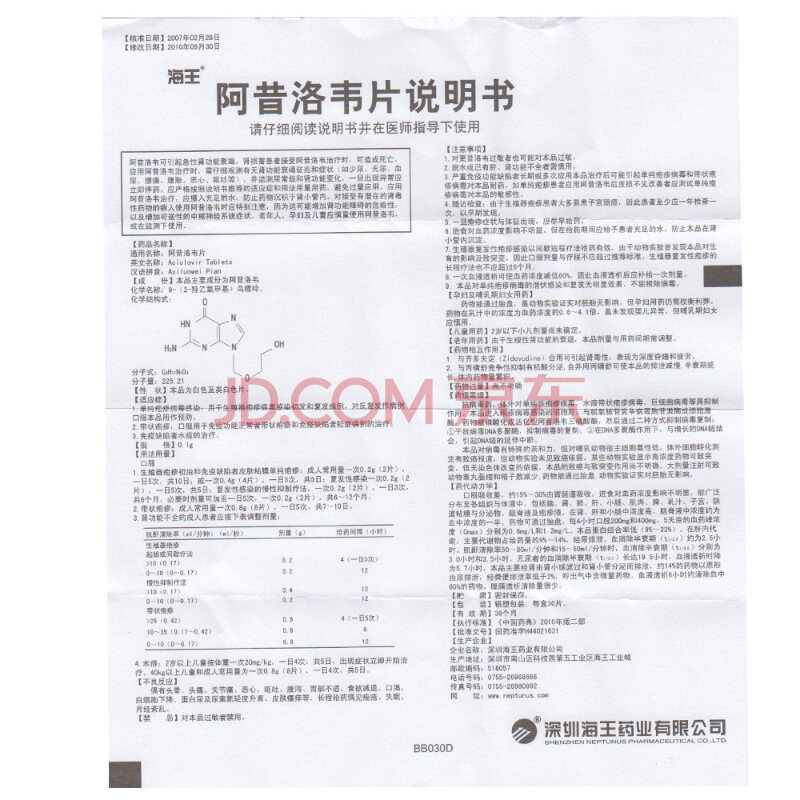 【核准日期】2007年02月28日
【修改日期】2010年09月30日
海王®
阿昔洛韦片说明书
请仔细阅读说明书并在医师指导下使用
阿昔洛韦可引起急性肾功能衰竭。肾损害患者接受阿昔洛韦治疗时，可造成死亡。
应用阿昔洛韦治疗时，需仔细观测有无肾功能衰竭征兆和症状（如少尿、无尿、血
尿、腰痛、腹胀、恶心、呕吐等），并监测尿常规和肾功能变化，一旦出现异常应
立即停药。应严格按照说明书推荐的适应症和用法用量用药，避免过量应用。应用
阿昔洛韦治疗，应摄入充足的水，防止药物沉积于肾小管内。对接受有潜在的肾毒
性药物的病人使用阿昔洛韦时应特别注意，因为这可能增加肾功能障碍的危险性，
以及增加可逆性的中枢神经系统症状。老年人、孕妇及儿童应慎重使用阿昔洛韦，
或在监测下使用。
【药品名称】
通用名称：阿昔洛韦片
英文名称：Aciclovir Tablets
汉语拼音：Axiluowei Pian
【成　份】本品主要成份为阿昔洛韦
化学名称：9-（2-羟乙氧甲基）鸟嘌呤。
化学结构式：
O
N
HN
H₂N
N
N
OH
O
分子式：C₈H₁₁N₅O₃
分子量：225.21
【性　状】本品为白色至类白色片。
【适应症】
1.单纯疱疹病毒感染：用于生殖器疱疹病毒感染初发和复发病例，对反复发作病例
口服本品用作预防。
2.带状疱疹：口服用于免疫功能正常者带状疱疹和免疫缺陷者轻症病例的治疗。
3.免疫缺陷者水痘的治疗。
【规　格】0.1g
【用法用量】
口服
1.生殖器疱疹初治和免疫缺陷者皮肤粘膜单纯疱疹：成人常用量一次0.2g（2片），
一日5次，共10日；或一次0.4g（4片），一日3次，共5日；复发性感染一次0.2g（2片），
一日5次，共5日；复发性感染的慢性抑制疗法，一次0.2g（2片），一日3次，
共6个月，必要时剂量可加至一日5次，一次0.2g（2片），共6～12个月。
2.带状疱疹：成人常用量一次0.8g（8片），一日5次，共7～10日。
3.肾功能不全的成人患者应按下表调整剂量：
肌酐清除率（ml/分钟）（ml/秒） 剂量（g） 给药间隔（小时）
生殖器疱疹
起始或间歇疗法
>10（0.17） 0.2 4（一日5次）
0～10（0～0.17） 0.2 12
慢性抑制疗法
>10（0.17） 0.4 12
0～10（0～0.17） 0.2 12
带状疱疹
>25（0.42） 0.8 4（一日5次）
10～25（0.17～0.42） 0.8 8
0～10（0～0.17） 0.8 12
4.水痘：2岁以上儿童按体重一次20mg/kg，一日4次，共5日，出现症状立即开始治
疗。40kg以上儿童和成人常用量为一次0.8g（8片），一日4次，共5日。
【不良反应】
偶有头晕、头痛、关节痛、恶心、呕吐、腹泻、胃部不适、食欲减退、口渴、
白细胞下降、蛋白尿及尿素氮轻度升高、皮肤瘙痒等，长程给药偶见痤疮、失眠、
月经紊乱。
【禁　忌】对本品过敏者禁用。
【注意事项】
1.对更昔洛韦过敏者也可能对本品过敏。
2.脱水或已有肝、肾功能不全者需慎用。
3.严重免疫功能缺陷者长期或多次应用本品治疗后可能引起单纯疱疹病毒和带状疱
疹病毒对本品耐药。如单纯疱疹患者应用阿昔洛韦后皮损不见改善者应测试单纯疱
疹病毒对本品的敏感性。
4.随访检查：由于生殖器疱疹患者大多易患子宫颈癌，因此患者至少应一年检查一
次，以早期发现。
5.一旦疱疹症状与体征出现，应尽早给药。
6.进食对血药浓度影响不明显。但在给药期间应给予患者充足的水，防止本品在肾
小管内沉淀。
7.生殖器复发性疱疹感染以间歇短程疗法给药有效。由于动物实验曾发现本品对生
育的影响及致突变，因此口服剂量与疗程不应超过推荐标准。生殖器复发性疱疹的
长程疗法也不应超过6个月。
8.一次血液透析可使血药浓度减低60%，因此血液透析后应补给一次剂量。
9.本品对单纯疱疹病毒的潜伏感染和复发无明显效果，不能根除病毒。
【孕妇及哺乳期妇女用药】
药物能通过胎盘，虽动物实验证实对胚胎无影响，但孕妇用药仍需权衡利弊。
药物在乳汁中的浓度为血药浓度的0.6～4.1倍，虽未发现婴儿异常，但哺乳期妇女
应慎用。
【儿童用药】2岁以下小儿剂量尚未确定。
【老年用药】由于生理性肾功能的衰退，本品剂量与用药间期需调整。
【药物相互作用】
1.与齐多夫定（Zidovudine）合用可引起肾毒性，表现为深度昏睡和疲劳。
2.与丙磺舒竞争性抑制有机酸分泌，合并用丙磺舒可使本品的排泄减慢，半衰期延
长，体内药物量蓄积。
【药物过量】尚不明确
【药理毒理】
抗病毒药。体外对单纯性疱疹病毒、水痘带状疱疹病毒、巨细胞病毒等具抑制
作用。
①干扰病毒DNA多聚酶，抑制病毒的复制；②在DNA多聚酶作用下，与增长的DNA链结
合，引起DNA链的延伸中断。
本品对病毒有特殊的亲和力，但对哺乳动物宿主细胞毒性低。体外细胞转化测
定有致癌报道，但动物实验未见致癌依据。某些动物实验显示高浓度药物可致突
变，但无染色体改变的依据。本品的致癌与致突变作用尚不明确。大剂量注射可致
动物睾丸萎缩和精子数减少，药物能通过胎盘，动物实验证实对胚胎无影响。
【药代动力学】
口服吸收差，约15%～30%由胃肠道吸收。进食对血药浓度影响不明显。能广泛
分布至各组织与体液中，包括脑、肾、肺、肝、小肠、肌肉、脾、乳汁、子宫、阴
道粘膜与分泌物、脑脊液及疱疹液。在肾、肝和小肠中浓度高，脑脊液中浓度约为
血中浓度的一半。药物可通过胎盘。每4小时口服200mg和400mg，5天后的血药峰浓
度（Cmax）分别为0.6mg/L和1.2mg/L。本品蛋白结合率低（9%～33%）。在肝内代
谢，主要代谢物占给药量的9%～14%，经尿排泄，血消除半衰期（t₁/₂）约为2.5小
时。肌酐清除率50～80ml/分钟和15～50ml/分钟时，血消除半衰期（t₁/₂）分别为
3.0小时和3.5小时。无尿者的血消除半衰期（t₁/₂）长达19.5小时，血液透析时降
为5.7小时。本品主要经肾由肾小球滤过和肾小管分泌而排泄，约14%的药物以原形
由尿排泄，经粪便排泄率低于2%，呼出气中含微量药物。血液透析6小时约清除血中
60%的药物。腹膜透析清除量很少。
【贮　藏】密封保存。
【包　装】铝塑包装，每盒30片。
【有效期】36个月
【执行标准】《中国药典》2010年版二部
【批准文号】国药准字H44021631
【生产企业】
企业名称：深圳海王药业有限公司
生产地址：深圳市南山区科技园第五工业区海王工业城
邮政编码：518057
电话号码：0755-26968666
传真号码：0755-26980892
网　址：www.neptunus.com
深圳海王药业有限公司
SHENZHEN NEPTUNUS PHARMACEUTICAL CO.,LTD.
BB030D
JD.COM 京东